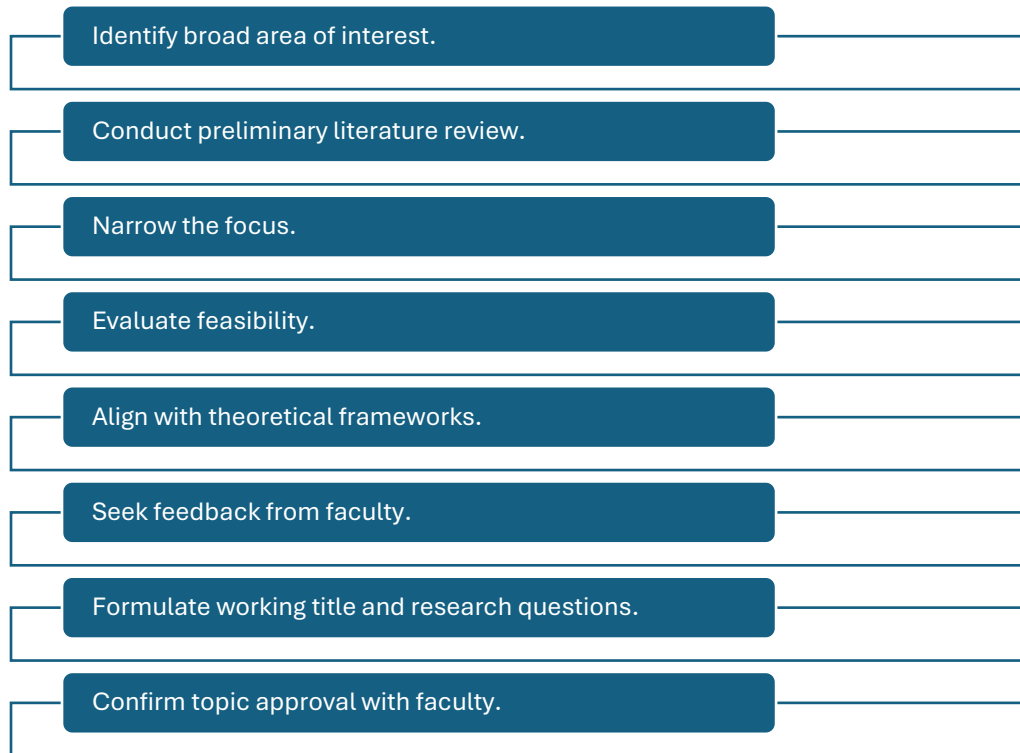 Identify broad area of interest.
Conduct preliminary literature review.
Narrow the focus.
Evaluate feasibility.
Align with theoretical frameworks.
Seek feedback from faculty.
Formulate working title and research questions.
Confirm topic approval with faculty.